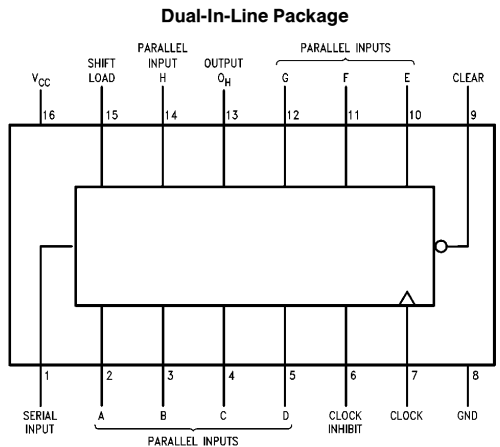 Dual-In-Line Package
PARALLEL INPUTS
PARALLEL
SHIFT INPUT OUTPUT
VCC LOAD H OH G F E CLEAR
16 15 14 13 12 11 10 9
1 2 3 4 5 6 7 8
SERIAL A B C D CLOCK CLOCK GND
INPUT INHIBIT
PARALLEL INPUTS